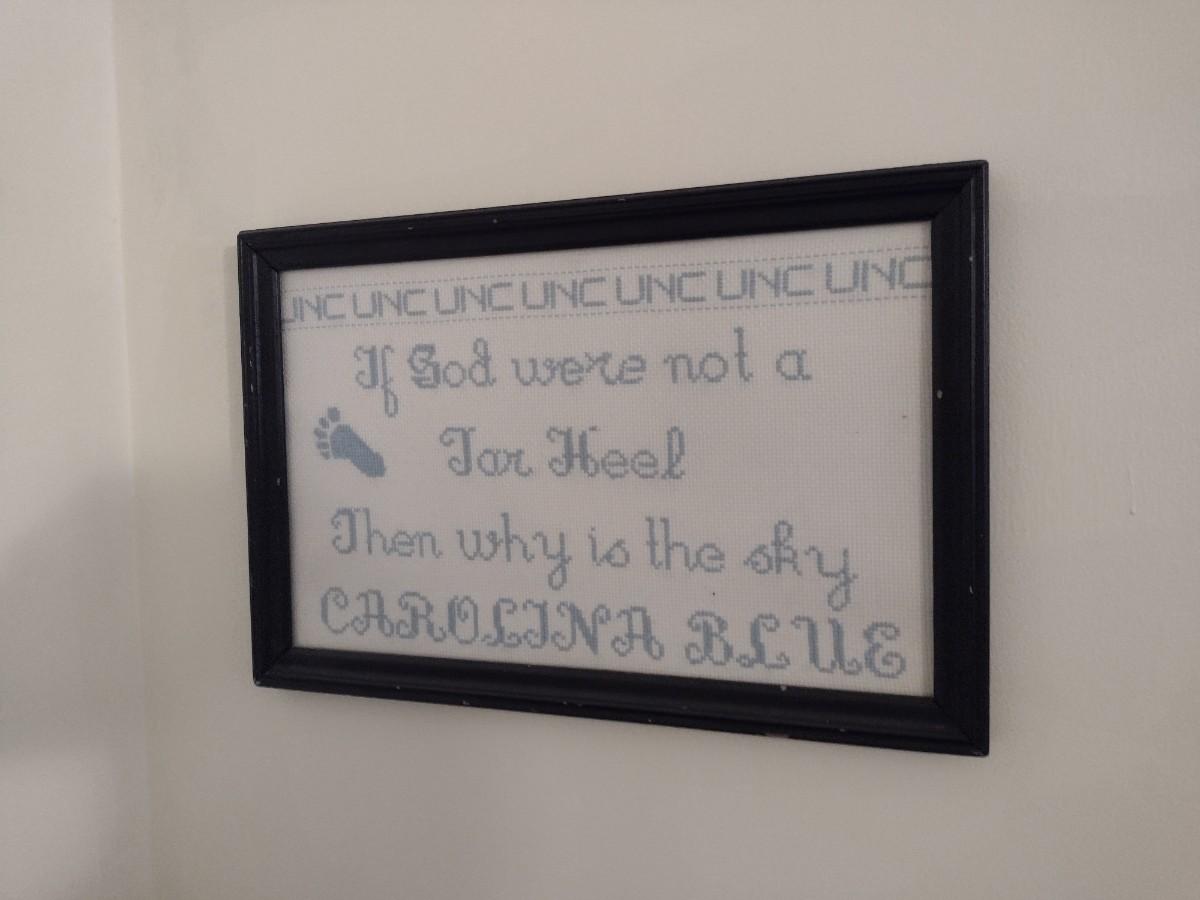 UNC UNC UNC UNC UNC UNC UNC
If God were not a
Tar Heel
Then why is the sky
CAROLINA BLUE